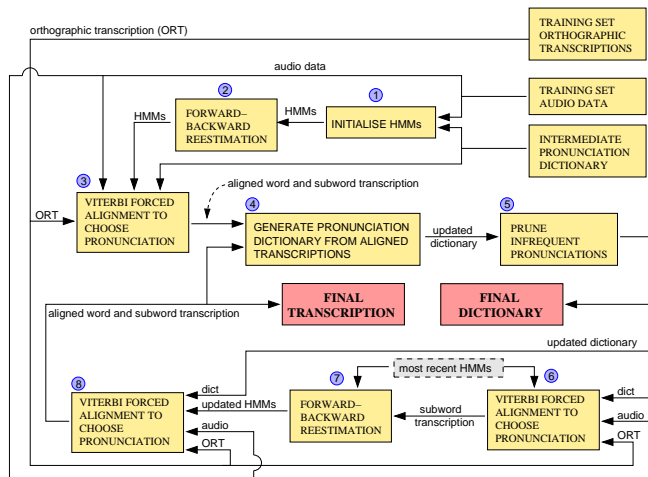 orthographic transcription (ORT)
TRAINING SET
ORTHOGRAPHIC
TRANSCRIPTIONS
audio data
TRAINING SET
AUDIO DATA
2
1
HMMs
FORWARD–
BACKWARD
REESTIMATION
HMMs
INITIALISE HMMs
INTERMEDIATE
PRONUNCIATION
DICTIONARY
3
aligned word and subword transcription
VITERBI FORCED
ALIGNMENT TO
CHOOSE
PRONUNCIATION
ORT
4
GENERATE PRONUNCIATION
DICTIONARY FROM ALIGNED
TRANSCRIPTIONS
updated
dictionary
5
PRUNE
INFREQUENT
PRONUNCIATIONS
FINAL
TRANSCRIPTION
FINAL
DICTIONARY
aligned word and subword transcription
updated dictionary
8
7
most recent HMMs
6
VITERBI FORCED
ALIGNMENT TO
CHOOSE
PRONUNCIATION
dict
updated HMMs
audio
ORT
FORWARD–
BACKWARD
REESTIMATION
subword
transcription
VITERBI FORCED
ALIGNMENT TO
CHOOSE
PRONUNCIATION
dict
audio
ORT